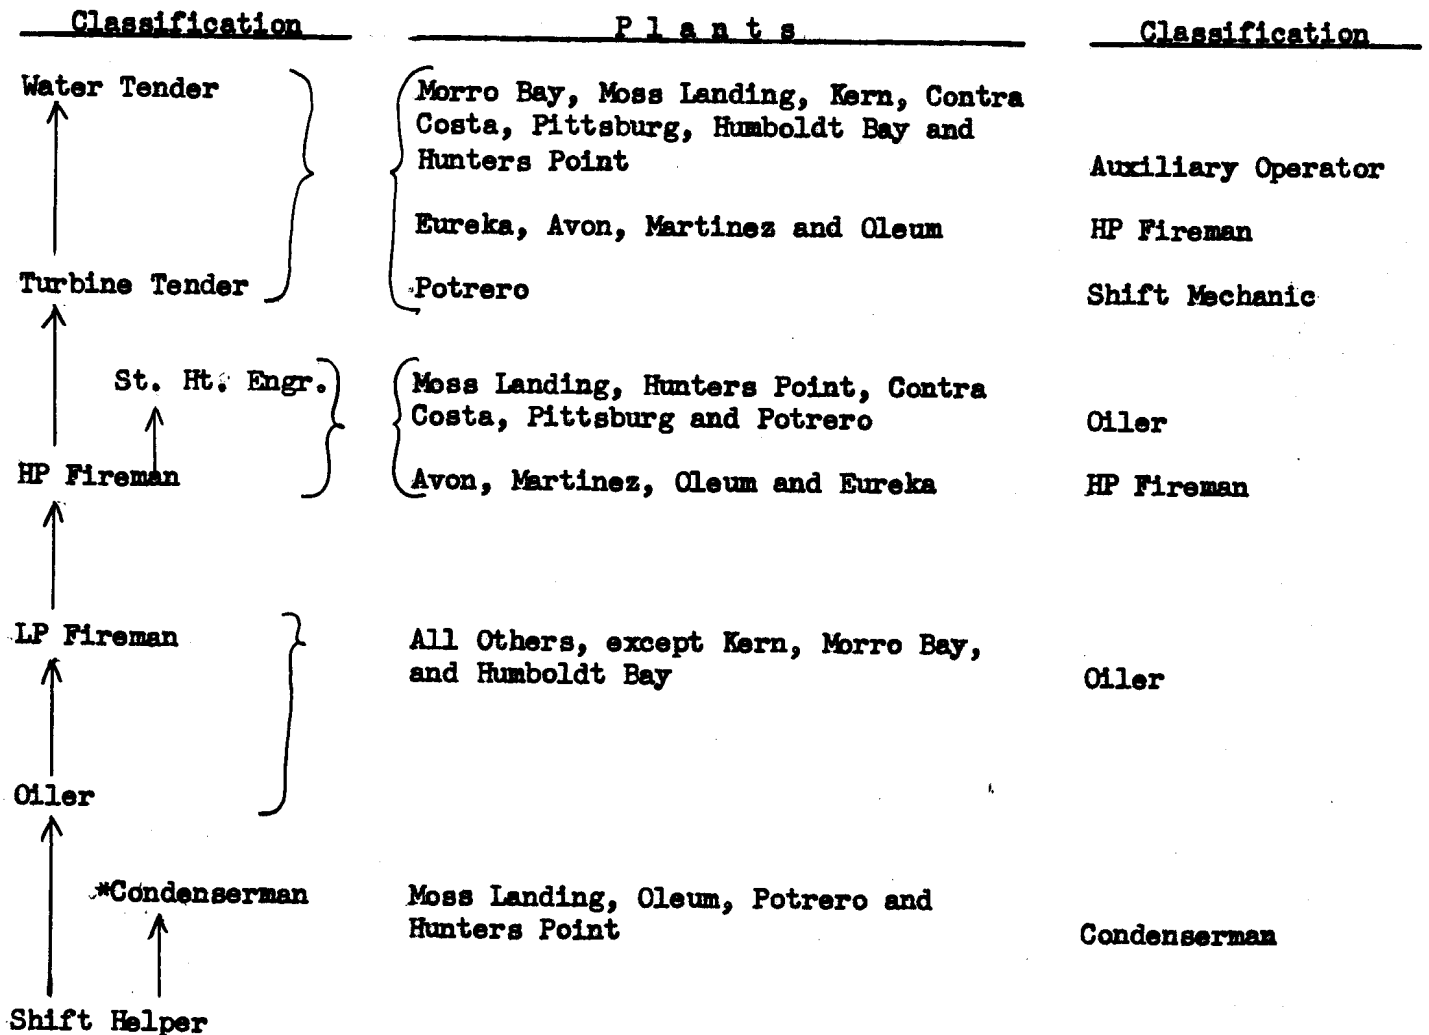 Classification Plants Classification
Water Tender
Morro Bay, Moss Landing, Kern, Contra
Costa, Pittsburg, Humboldt Bay and
Hunters Point Auxiliary Operator
Eureka, Avon, Martinez and Oleum HP Fireman
Turbine Tender Potrero Shift Mechanic
St. Ht. Engr. Moss Landing, Hunters Point, Contra
Costa, Pittsburg and Potrero Oiler
HP Fireman Avon, Martinez, Oleum and Eureka HP Fireman
LP Fireman All Others, except Kern, Morro Bay,
and Humboldt Bay Oiler
Oiler
*Condenserman Moss Landing, Oleum, Potrero and
Hunters Point Condenserman
Shift Helper